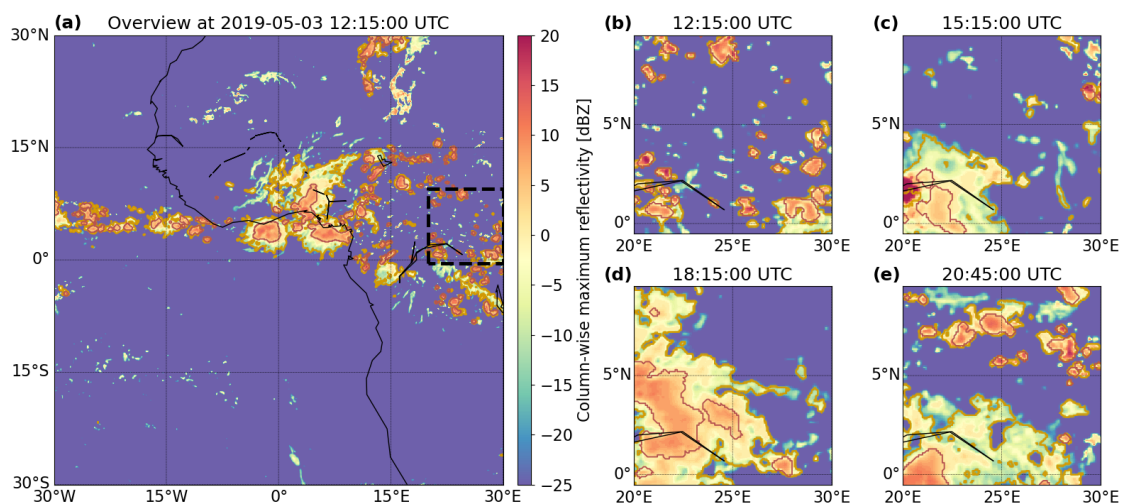 (a) Overview at 2019-05-03 12:15:00 UTC
30°N
15°N
0°
15°S
30°S
30°W
15°W
0°
15°E
30°E
20
15
10
5
0
−5
−10
−15
−20
−25
Column-wise maximum reflectivity [dBZ]
(b) 12:15:00 UTC
5°N
0°
20°E
25°E
30°E
(c) 15:15:00 UTC
5°N
0°
20°E
25°E
30°E
(d) 18:15:00 UTC
5°N
0°
20°E
25°E
30°E
(e) 20:45:00 UTC
5°N
0°
20°E
25°E
30°E